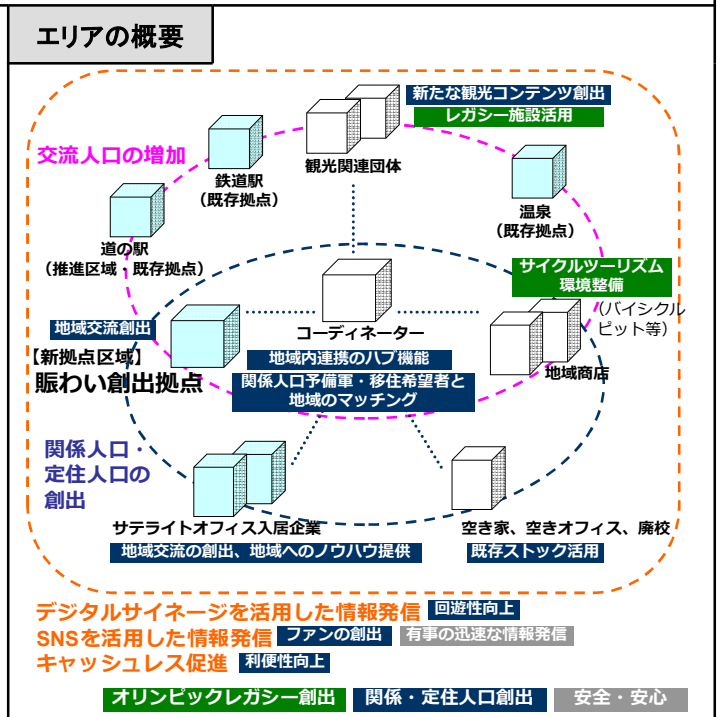 エリアの概要
新たな観光コンテンツ創出
レガシー施設活用
交流人口の増加
観光関連団体
鉄道駅
（既存拠点）
温泉
（既存拠点）
道の駅
（推進区域・既存拠点）
サイクルツーリズム
環境整備
（バイシクル
ピット等）
地域交流創出
コーディネーター
【新拠点区域】
賑わい創出拠点
地域内連携のハブ機能
地域商店
関係人口予備軍・移住希望者と
地域のマッチング
関係人口・
定住人口の
創出
サテライトオフィス入居企業
地域交流の創出、地域へのノウハウ提供
空き家、空きオフィス、廃校
既存ストック活用
デジタルサイネージを活用した情報発信 回遊性向上
SNSを活用した情報発信 ファンの創出 有事の迅速な情報発信
キャッシュレス促進 利便性向上
オリンピックレガシー創出 関係・定住人口創出 安全・安心